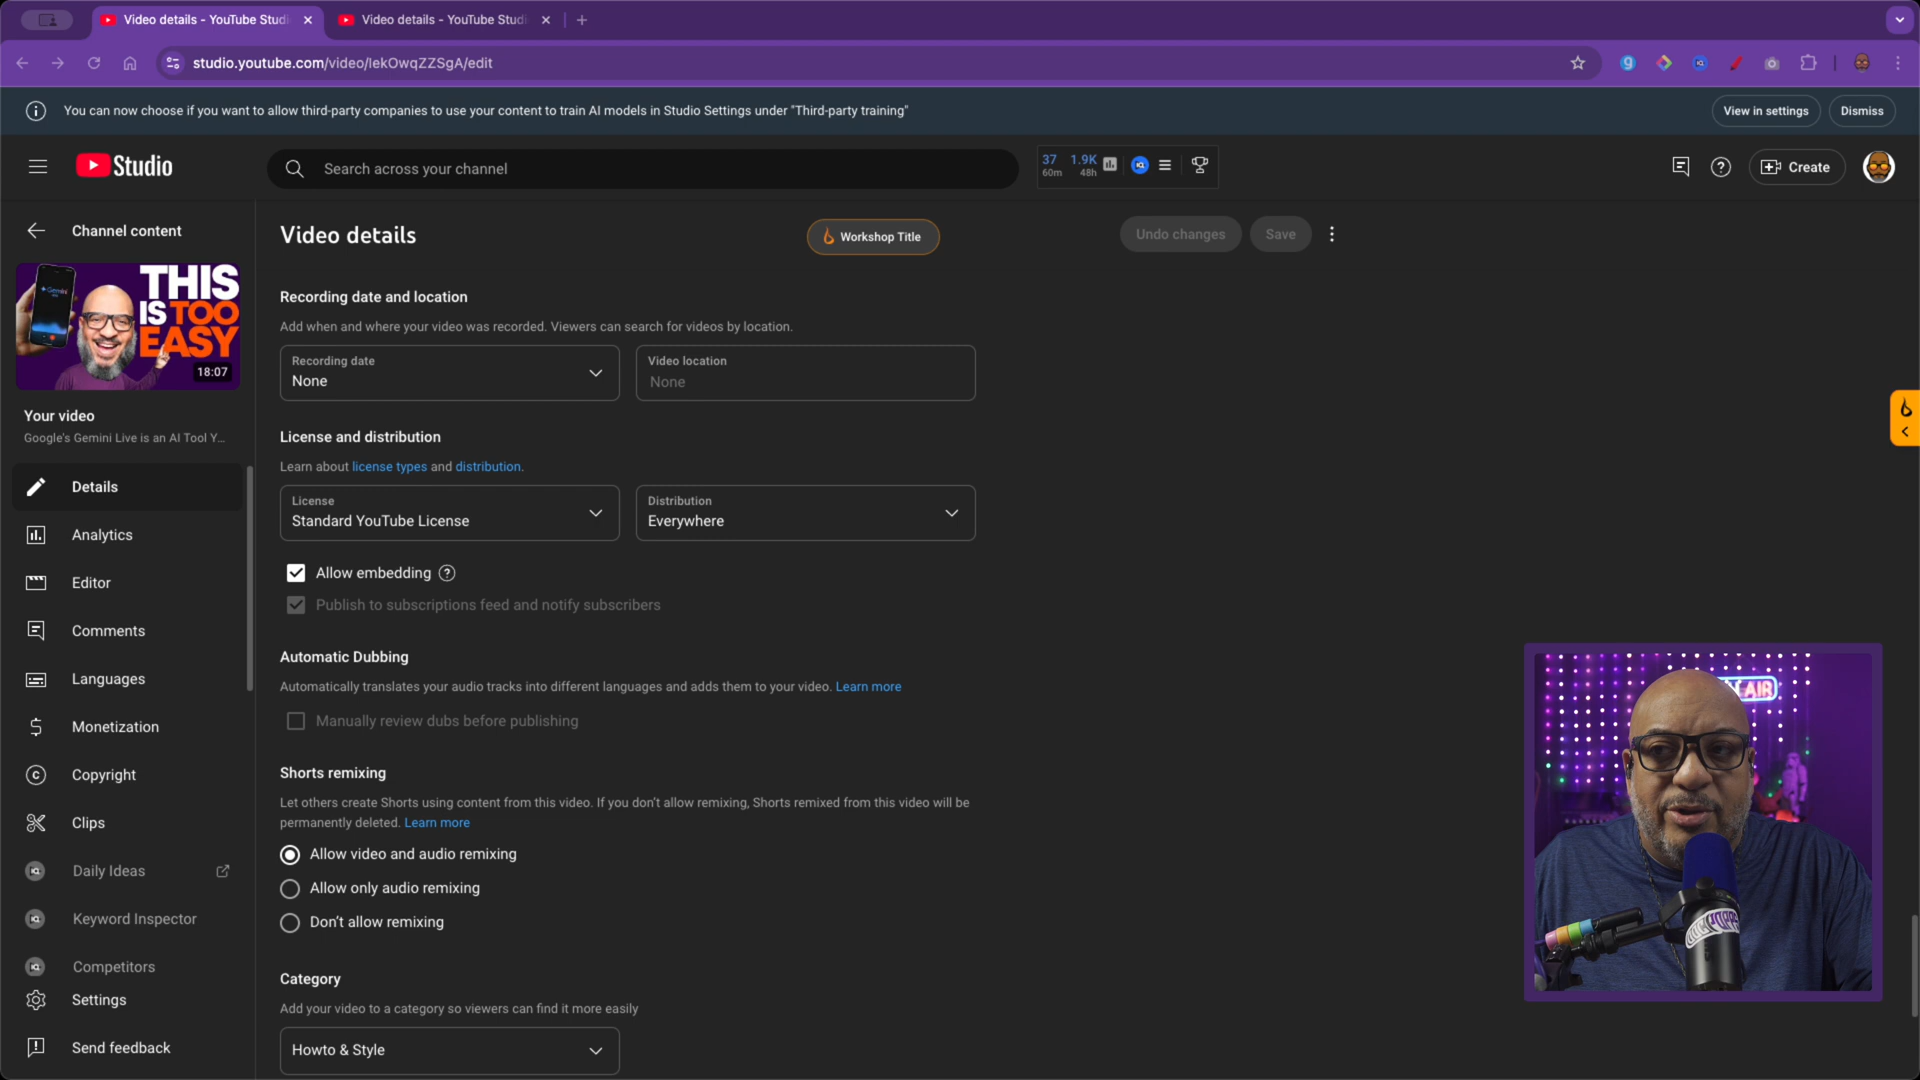 Video details - YouTube Studi
Video details - YouTube Studi
studio.youtube.com/video/lekOwqZZSgA/edit
You can now choose if you want to allow third-party companies to use your content to train AI models in Studio Settings under "Third-party training"
View in settings
Dismiss
Studio
Search across your channel
37
60m
1.9K
48h
Create
Channel content
Video details
Workshop Title
Undo changes
Save
THIS
IS TOO
EASY
Gemini
18:07
Your video
Google's Gemini Live is an AI Tool Y...
Details
Analytics
Editor
Comments
Languages
Monetization
Copyright
Clips
Daily Ideas
Keyword Inspector
Competitors
Settings
Send feedback
Recording date and location
Add when and where your video was recorded. Viewers can search for videos by location.
Recording date
None
Video location
None
License and distribution
Learn about license types and distribution.
License
Standard YouTube License
Distribution
Everywhere
Allow embedding
Publish to subscriptions feed and notify subscribers
Automatic Dubbing
Automatically translates your audio tracks into different languages and adds them to your video. Learn more
Manually review dubs before publishing
Shorts remixing
Let others create Shorts using content from this video. If you don't allow remixing, Shorts remixed from this video will be
permanently deleted. Learn more
Allow video and audio remixing
Allow only audio remixing
Don't allow remixing
Category
Add your video to a category so viewers can find it more easily
Howto & Style
AIR